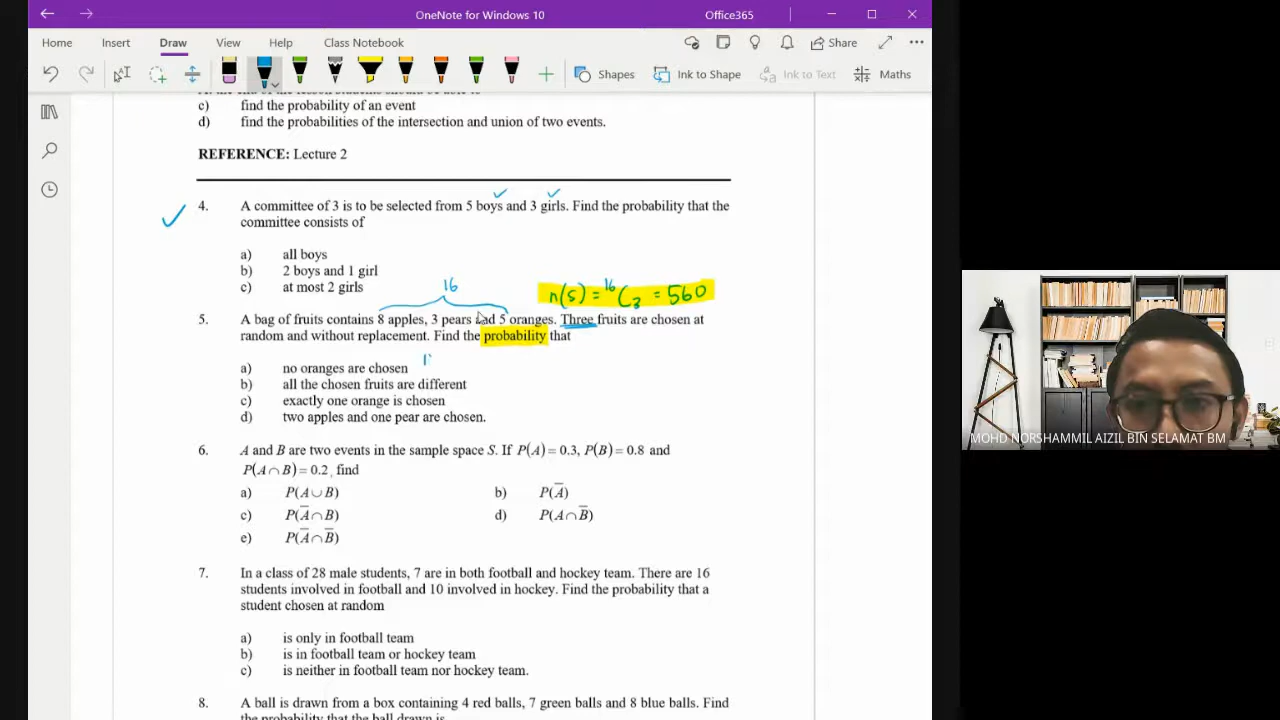 OneNote for Windows 10
Office365
Home Insert Draw View Help Class Notebook
Share
Shapes Ink to Shape Ink to Text Maths
c) find the probability of an event
d) find the probabilities of the intersection and union of two events.
REFERENCE: Lecture 2
4. A committee of 3 is to be selected from 5 boys and 3 girls. Find the probability that the
committee consists of
a) all boys
b) 2 boys and 1 girl
c) at most 2 girls
16
n(S) = ¹⁶C₃ = 560
5. A bag of fruits contains 8 apples, 3 pears and 5 oranges. Three fruits are chosen at
random and without replacement. Find the probability that
a) no oranges are chosen
b) all the chosen fruits are different
c) exactly one orange is chosen
d) two apples and one pear are chosen.
6. A and B are two events in the sample space S. If P(A) = 0.3, P(B) = 0.8 and
P(A∩B) = 0.2, find
a) P(A∪B) b) P(A̅)
c) P(A̅∩B) d) P(A∩B̅)
e) P(A̅∩B̅)
7. In a class of 28 male students, 7 are in both football and hockey team. There are 16
students involved in football and 10 involved in hockey. Find the probability that a
student chosen at random
a) is only in football team
b) is in football team or hockey team
c) is neither in football team nor hockey team.
8. A ball is drawn from a box containing 4 red balls, 7 green balls and 8 blue balls. Find
the probability that the ball drawn is
MOHD NORSHAMMIL AIZIL BIN SELAMAT BM